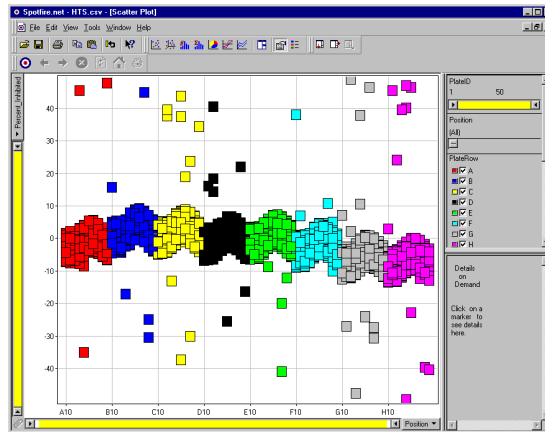 Spotfire.net - HTS.csv - [Scatter Plot]
File Edit View Tools Window Help
Percent_Inhibited
40
30
20
10
0
-10
-20
-30
-40
A10 B10 C10 D10 E10 F10 G10 H10
Position
PlateID
1 50
Position
(All)
PlateRow
A
B
C
D
E
F
G
H
Details
on
Demand
Click on a
marker to
see details
here.